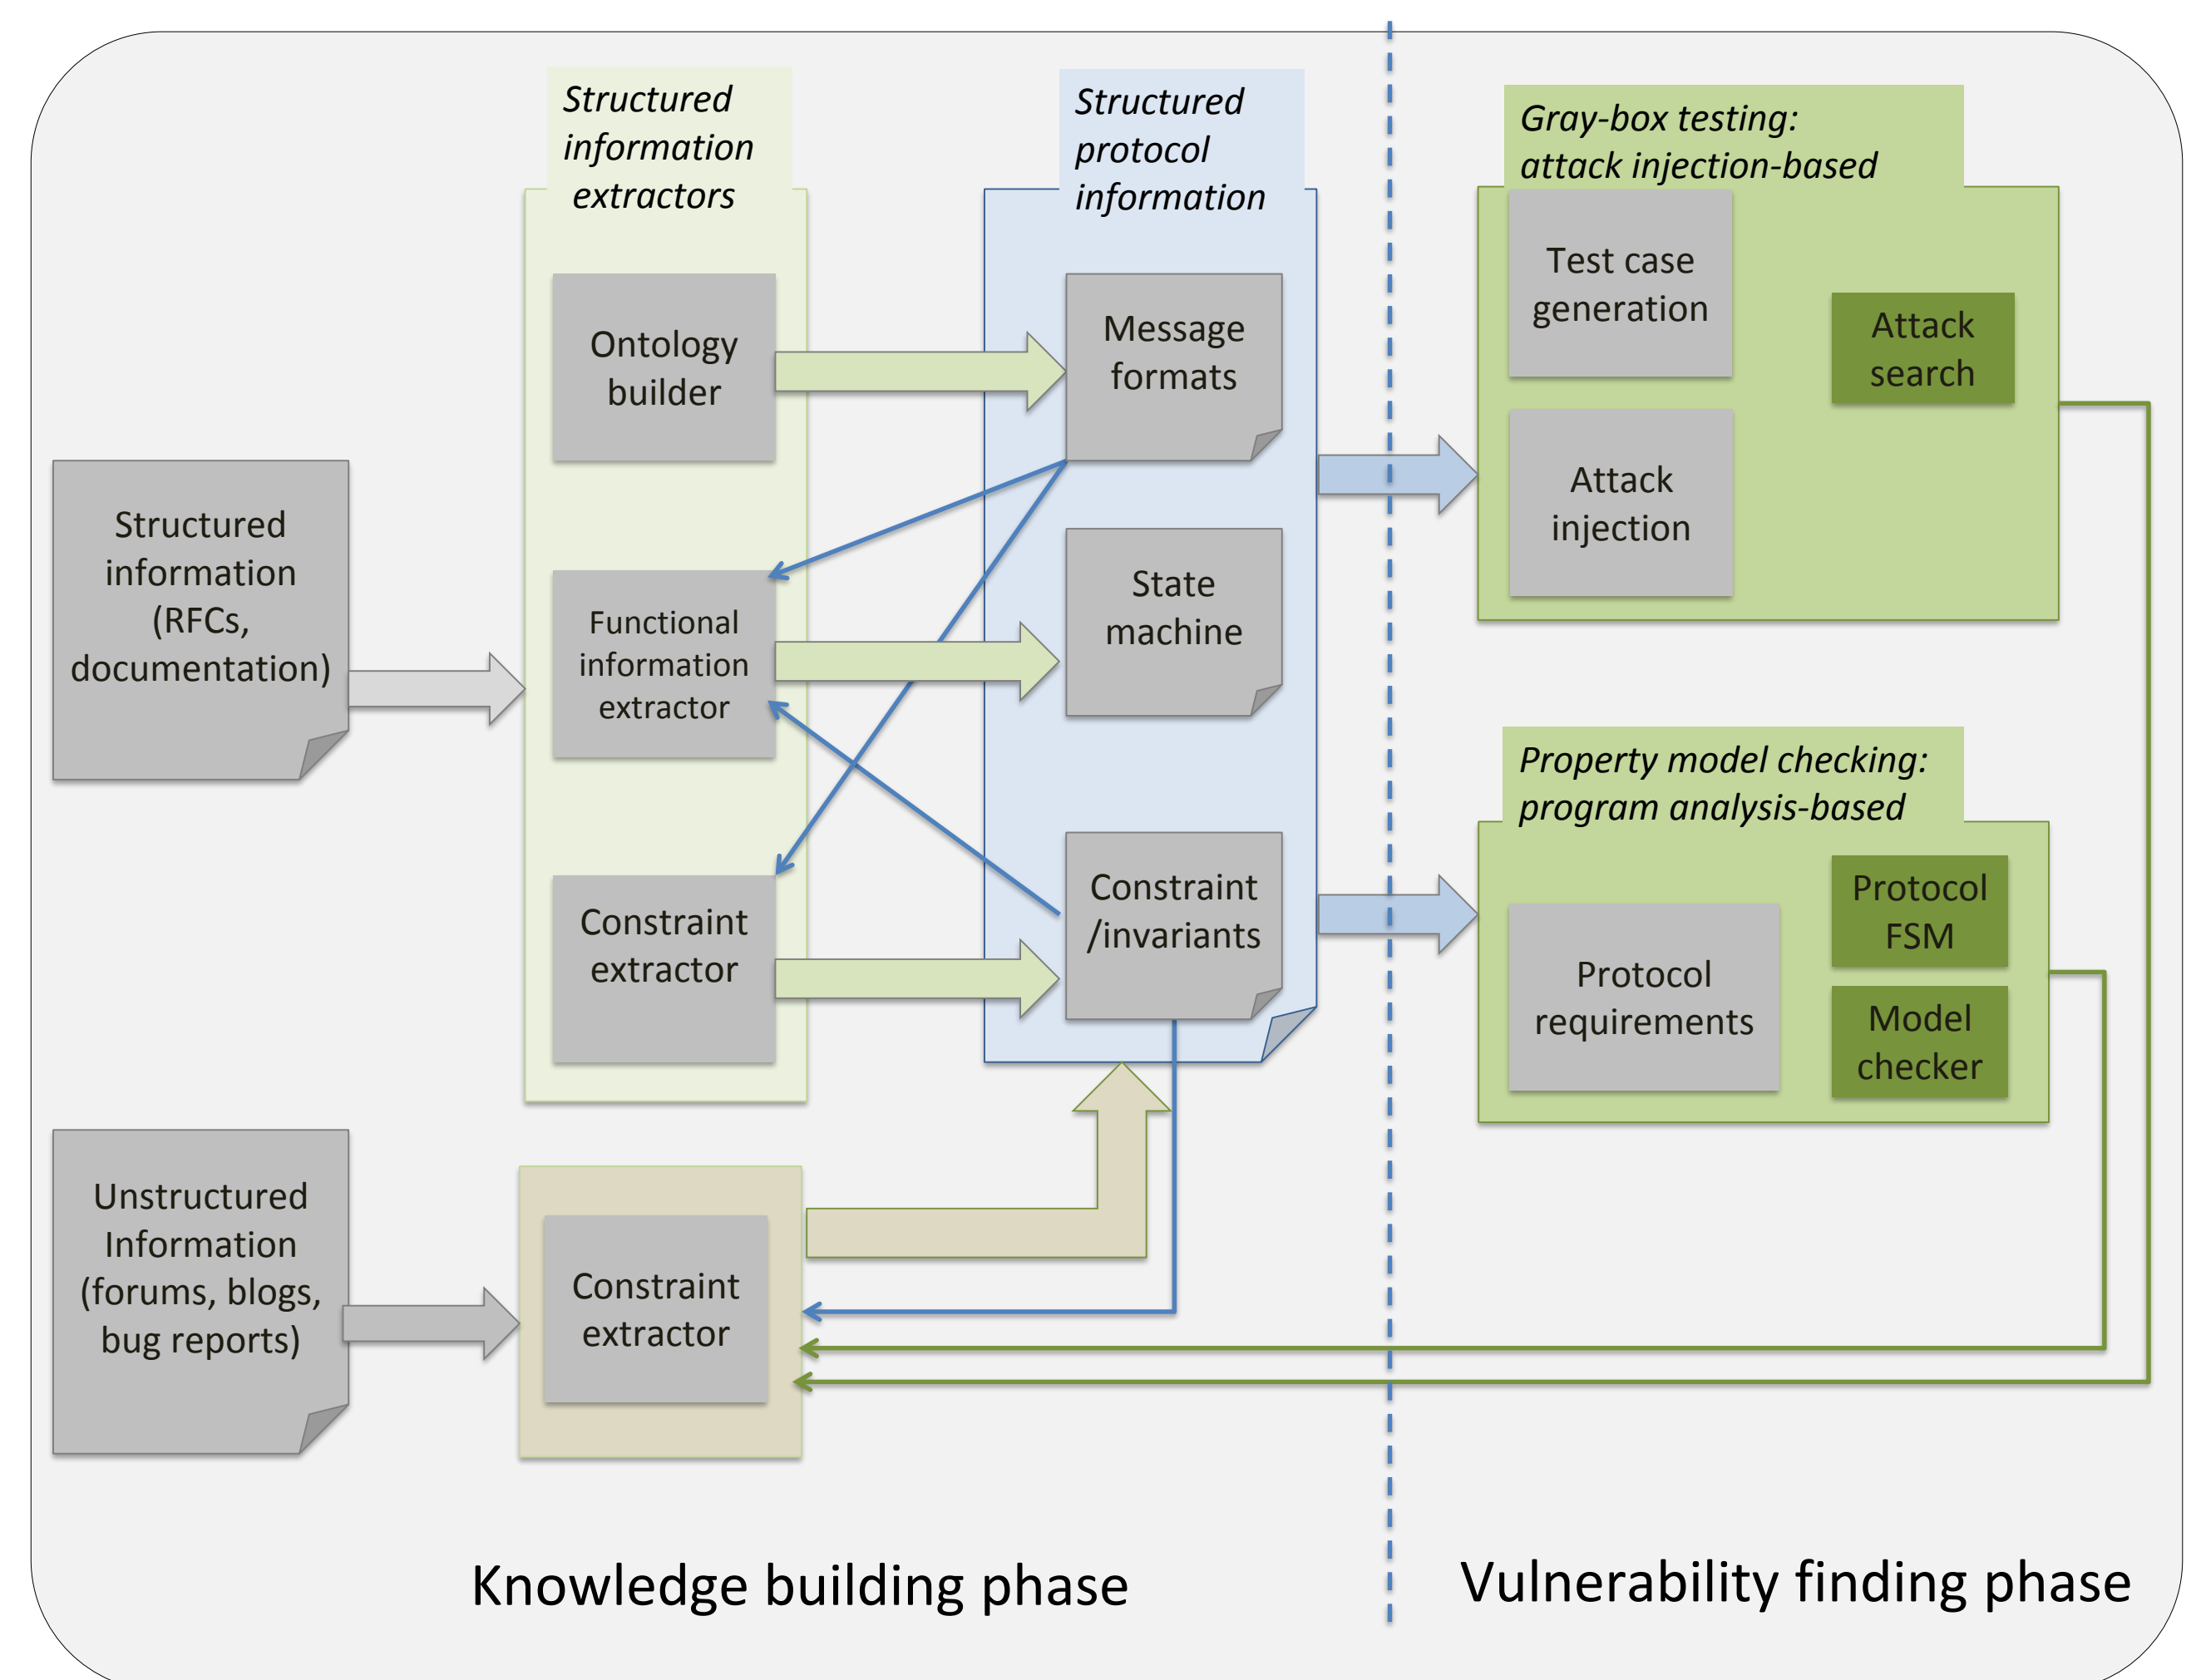 Structured
information
extractors
Structured
protocol
information
Gray-box testing:
attack injection-based
Test case
generation
Attack
search
Attack
injection
Ontology
builder
Message
formats
Structured
information
(RFCs,
documentation)
Functional
information
extractor
State
machine
Property model checking:
program analysis-based
Constraint
extractor
Constraint
/invariants
Protocol
requirements
Protocol
FSM
Model
checker
Unstructured
Information
(forums, blogs,
bug reports)
Constraint
extractor
Knowledge building phase
Vulnerability finding phase